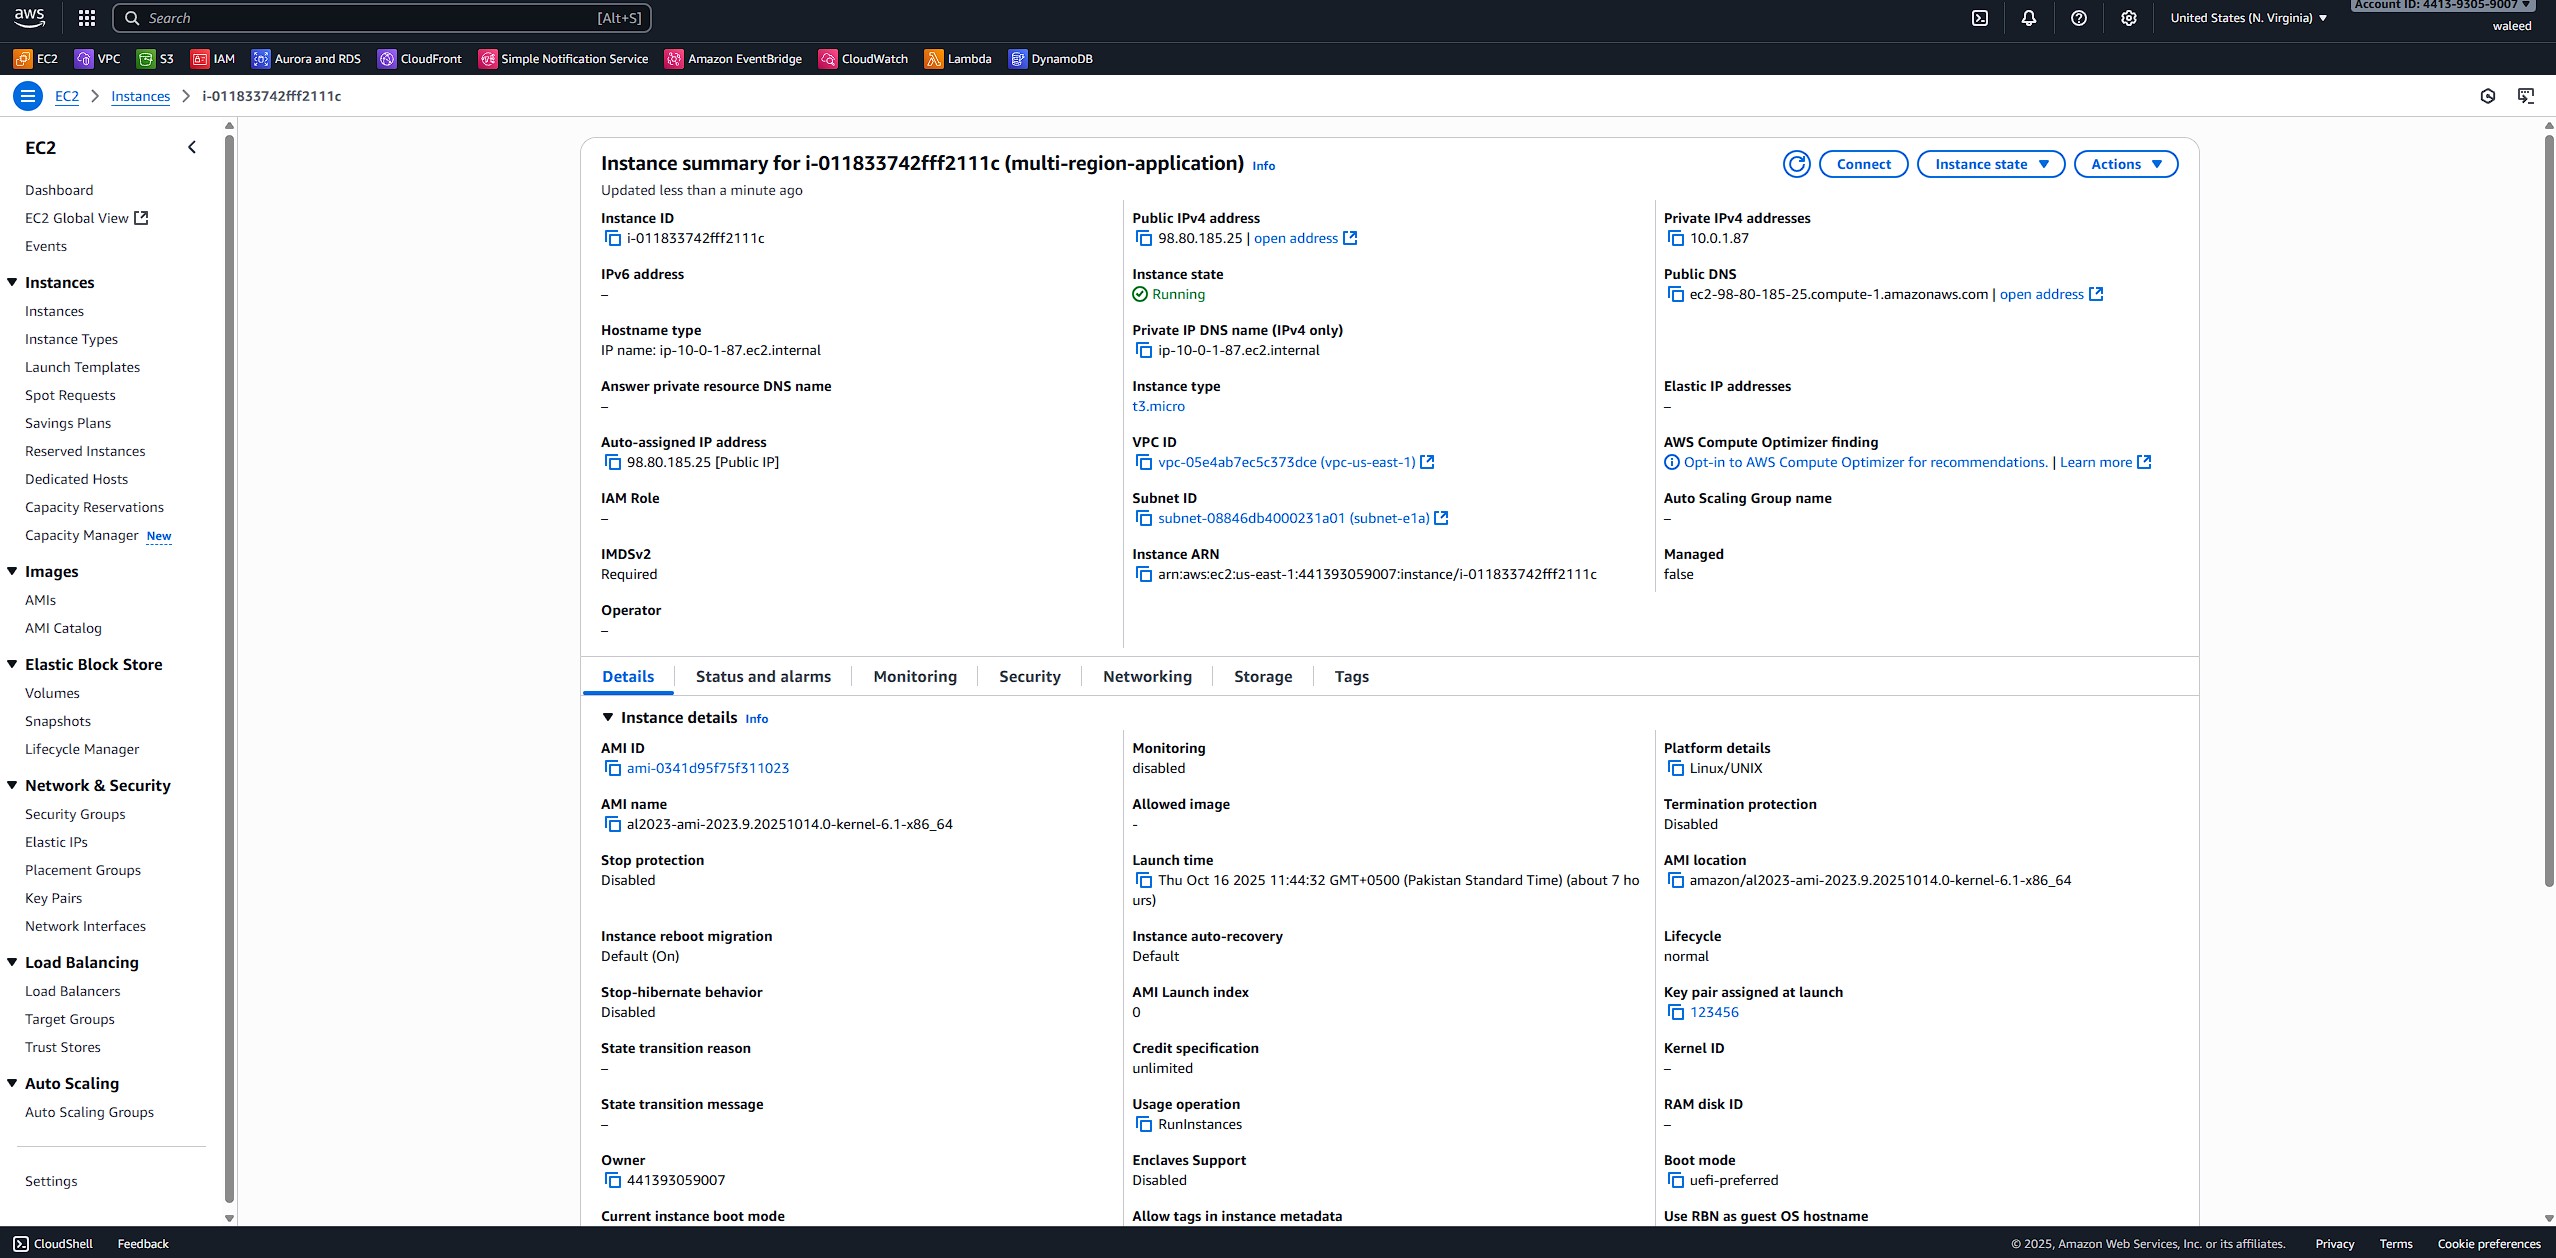 aws
Search [Alt+S]
United States (N. Virginia)
Account ID: 4413-9305-9007
waleed
EC2 VPC S3 IAM Aurora and RDS CloudFront Simple Notification Service Amazon EventBridge CloudWatch Lambda DynamoDB
EC2 Instances i-011833742fff2111c
EC2
Dashboard
EC2 Global View
Events
Instances
Instances
Instance Types
Launch Templates
Spot Requests
Savings Plans
Reserved Instances
Dedicated Hosts
Capacity Reservations
Capacity Manager New
Images
AMIs
AMI Catalog
Elastic Block Store
Volumes
Snapshots
Lifecycle Manager
Network & Security
Security Groups
Elastic IPs
Placement Groups
Key Pairs
Network Interfaces
Load Balancing
Load Balancers
Target Groups
Trust Stores
Auto Scaling
Auto Scaling Groups
Settings
Instance summary for i-011833742fff2111c (multi-region-application) Info
Connect Instance state Actions
Updated less than a minute ago
Instance ID
i-011833742fff2111c
Public IPv4 address
98.80.185.25 | open address
Private IPv4 addresses
10.0.1.87
IPv6 address
–
Instance state
Running
Public DNS
ec2-98-80-185-25.compute-1.amazonaws.com | open address
Hostname type
IP name: ip-10-0-1-87.ec2.internal
Private IP DNS name (IPv4 only)
ip-10-0-1-87.ec2.internal
Answer private resource DNS name
–
Instance type
t3.micro
Elastic IP addresses
–
Auto-assigned IP address
98.80.185.25 [Public IP]
VPC ID
vpc-05e4ab7ec5c373dce (vpc-us-east-1)
AWS Compute Optimizer finding
Opt-in to AWS Compute Optimizer for recommendations. | Learn more
IAM Role
–
Subnet ID
subnet-08846db4000231a01 (subnet-e1a)
Auto Scaling Group name
–
IMDSv2
Required
Instance ARN
arn:aws:ec2:us-east-1:441393059007:instance/i-011833742fff2111c
Managed
false
Operator
–
Details Status and alarms Monitoring Security Networking Storage Tags
Instance details Info
AMI ID
ami-0341d95f75f311023
Monitoring
disabled
Platform details
Linux/UNIX
AMI name
al2023-ami-2023.9.20251014.0-kernel-6.1-x86_64
Allowed image
-
Termination protection
Disabled
Stop protection
Disabled
Launch time
Thu Oct 16 2025 11:44:32 GMT+0500 (Pakistan Standard Time) (about 7 ho
urs)
AMI location
amazon/al2023-ami-2023.9.20251014.0-kernel-6.1-x86_64
Instance reboot migration
Default (On)
Instance auto-recovery
Default
Lifecycle
normal
Stop-hibernate behavior
Disabled
AMI Launch index
0
Key pair assigned at launch
123456
State transition reason
–
Credit specification
unlimited
Kernel ID
–
State transition message
–
Usage operation
RunInstances
RAM disk ID
–
Owner
441393059007
Enclaves Support
Disabled
Boot mode
uefi-preferred
Current instance boot mode
Allow tags in instance metadata
Use RBN as guest OS hostname
CloudShell Feedback
© 2025, Amazon Web Services, Inc. or its affiliates. Privacy Terms Cookie preferences